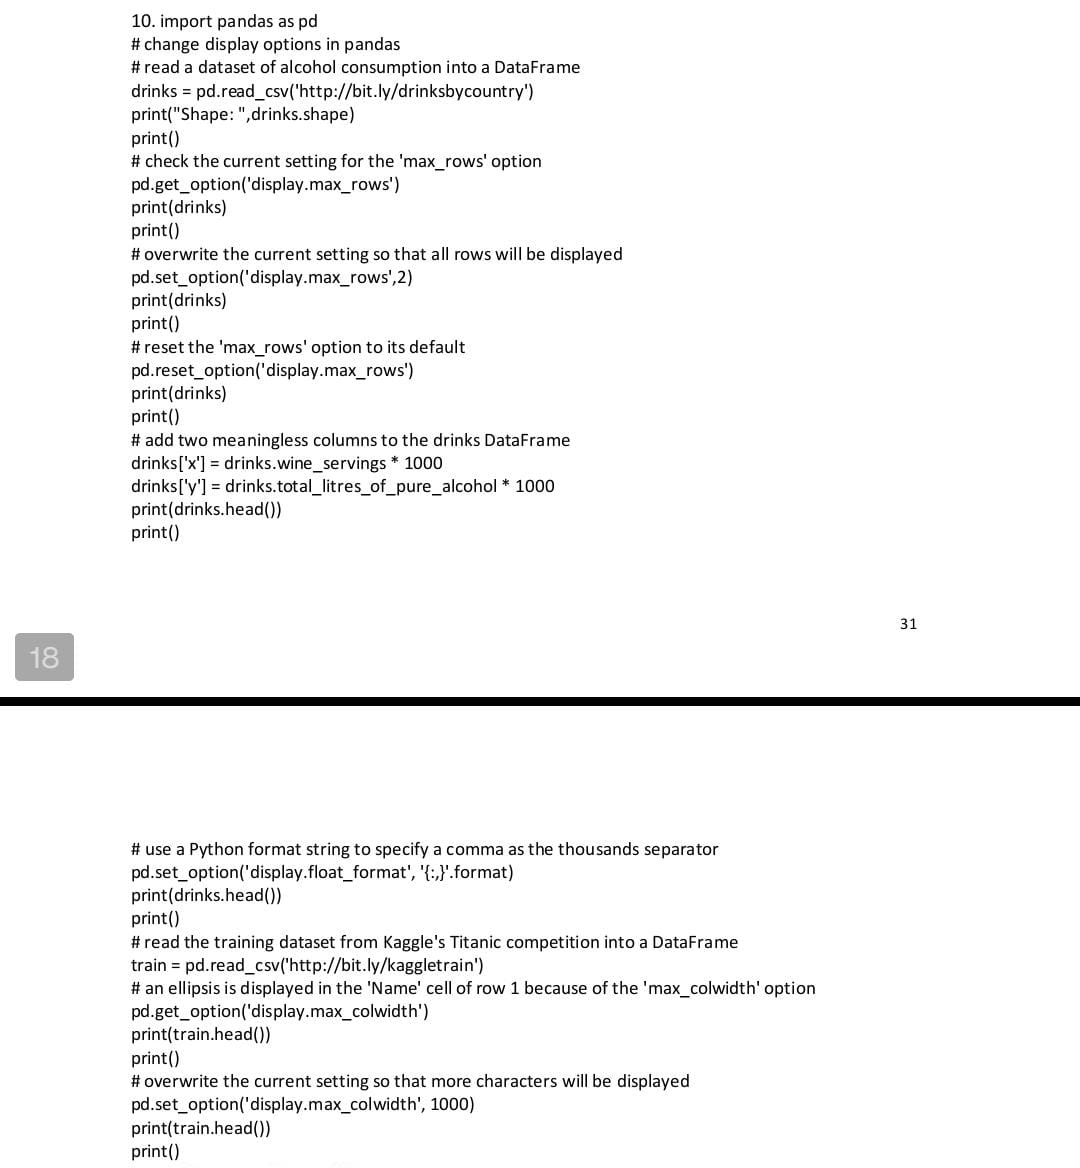 10. import pandas as pd
# change display options in pandas
# read a dataset of alcohol consumption into a DataFrame
drinks = pd.read_csv('http://bit.ly/drinksbycountry')
print("Shape: ",drinks.shape)
print()
# check the current setting for the 'max_rows' option
pd.get_option('display.max_rows')
print(drinks)
print()
# overwrite the current setting so that all rows will be displayed
pd.set_option('display.max_rows',2)
print(drinks)
print()
# reset the 'max_rows' option to its default
pd.reset_option('display.max_rows')
print(drinks)
print()
# add two meaningless columns to the drinks DataFrame
drinks['x'] = drinks.wine_servings * 1000
drinks['y'] = drinks.total_litres_of_pure_alcohol * 1000
print(drinks.head())
print()
31
18
# use a Python format string to specify a comma as the thousands separator
pd.set_option('display.float_format', '{:,}'.format)
print(drinks.head())
print()
# read the training dataset from Kaggle's Titanic competition into a DataFrame
train = pd.read_csv('http://bit.ly/kaggletrain')
# an ellipsis is displayed in the 'Name' cell of row 1 because of the 'max_colwidth' option
pd.get_option('display.max_colwidth')
print(train.head())
print()
# overwrite the current setting so that more characters will be displayed
pd.set_option('display.max_colwidth', 1000)
print(train.head())
print()